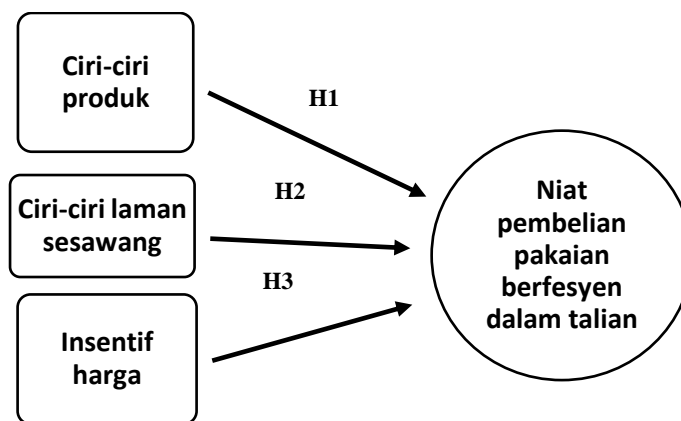 Ciri-ciri
produk
H1
Ciri-ciri laman
sesawang
H2
Insentif
harga
H3
Niat
pembelian
pakaian
berfesyen
dalam talian